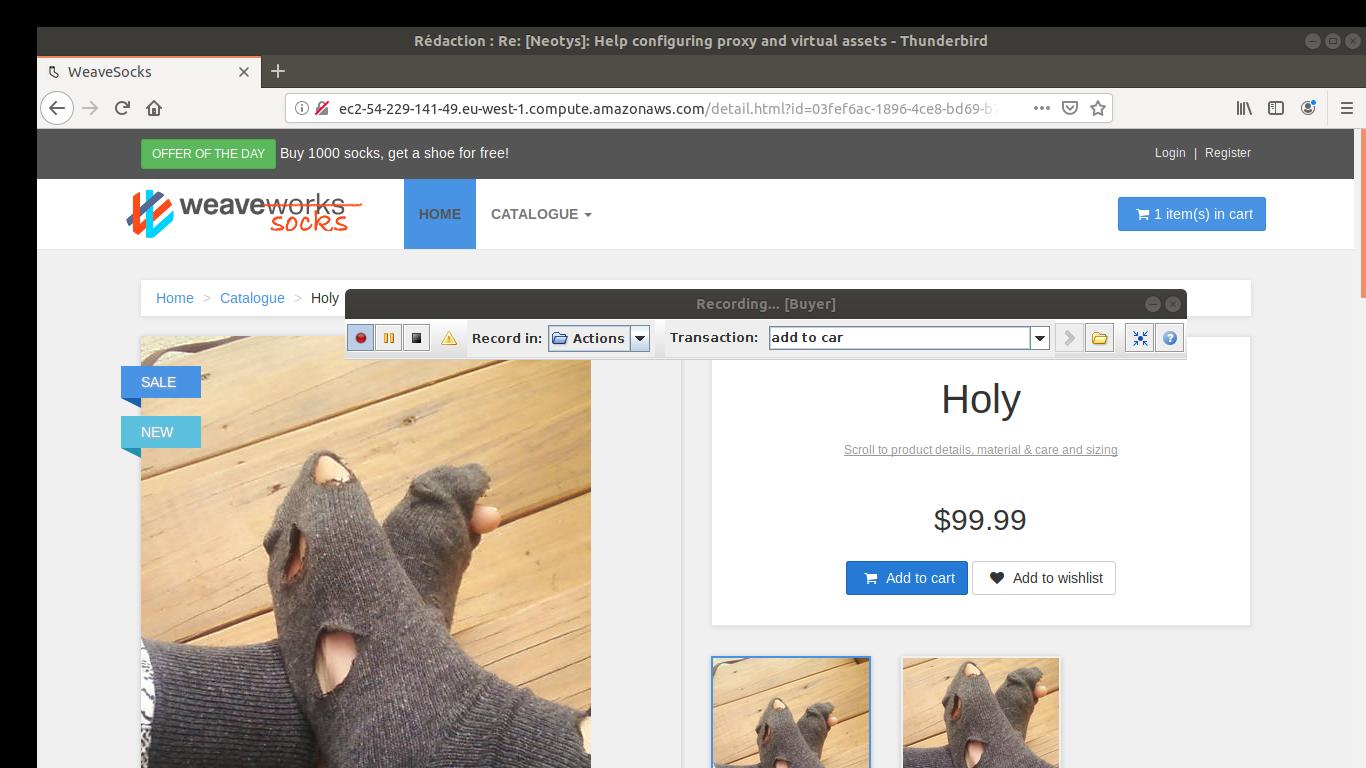 Rédaction : Re: [Neotys]: Help configuring proxy and virtual assets - Thunderbird
WeaveSocks
ec2-54-229-141-49.eu-west-1.compute.amazonaws.com/detail.html?id=03fef6ac-1896-4ce8-bd69-b
OFFER OF THE DAY Buy 1000 socks, get a shoe for free!
Login | Register
weaveworks
socks
HOME
CATALOGUE
1 item(s) in cart
Home > Catalogue > Holy
Recording... [Buyer]
Record in: Actions Transaction: add to car
SALE
NEW
Holy
Scroll to product details, material & care and sizing
$99.99
Add to cart
Add to wishlist